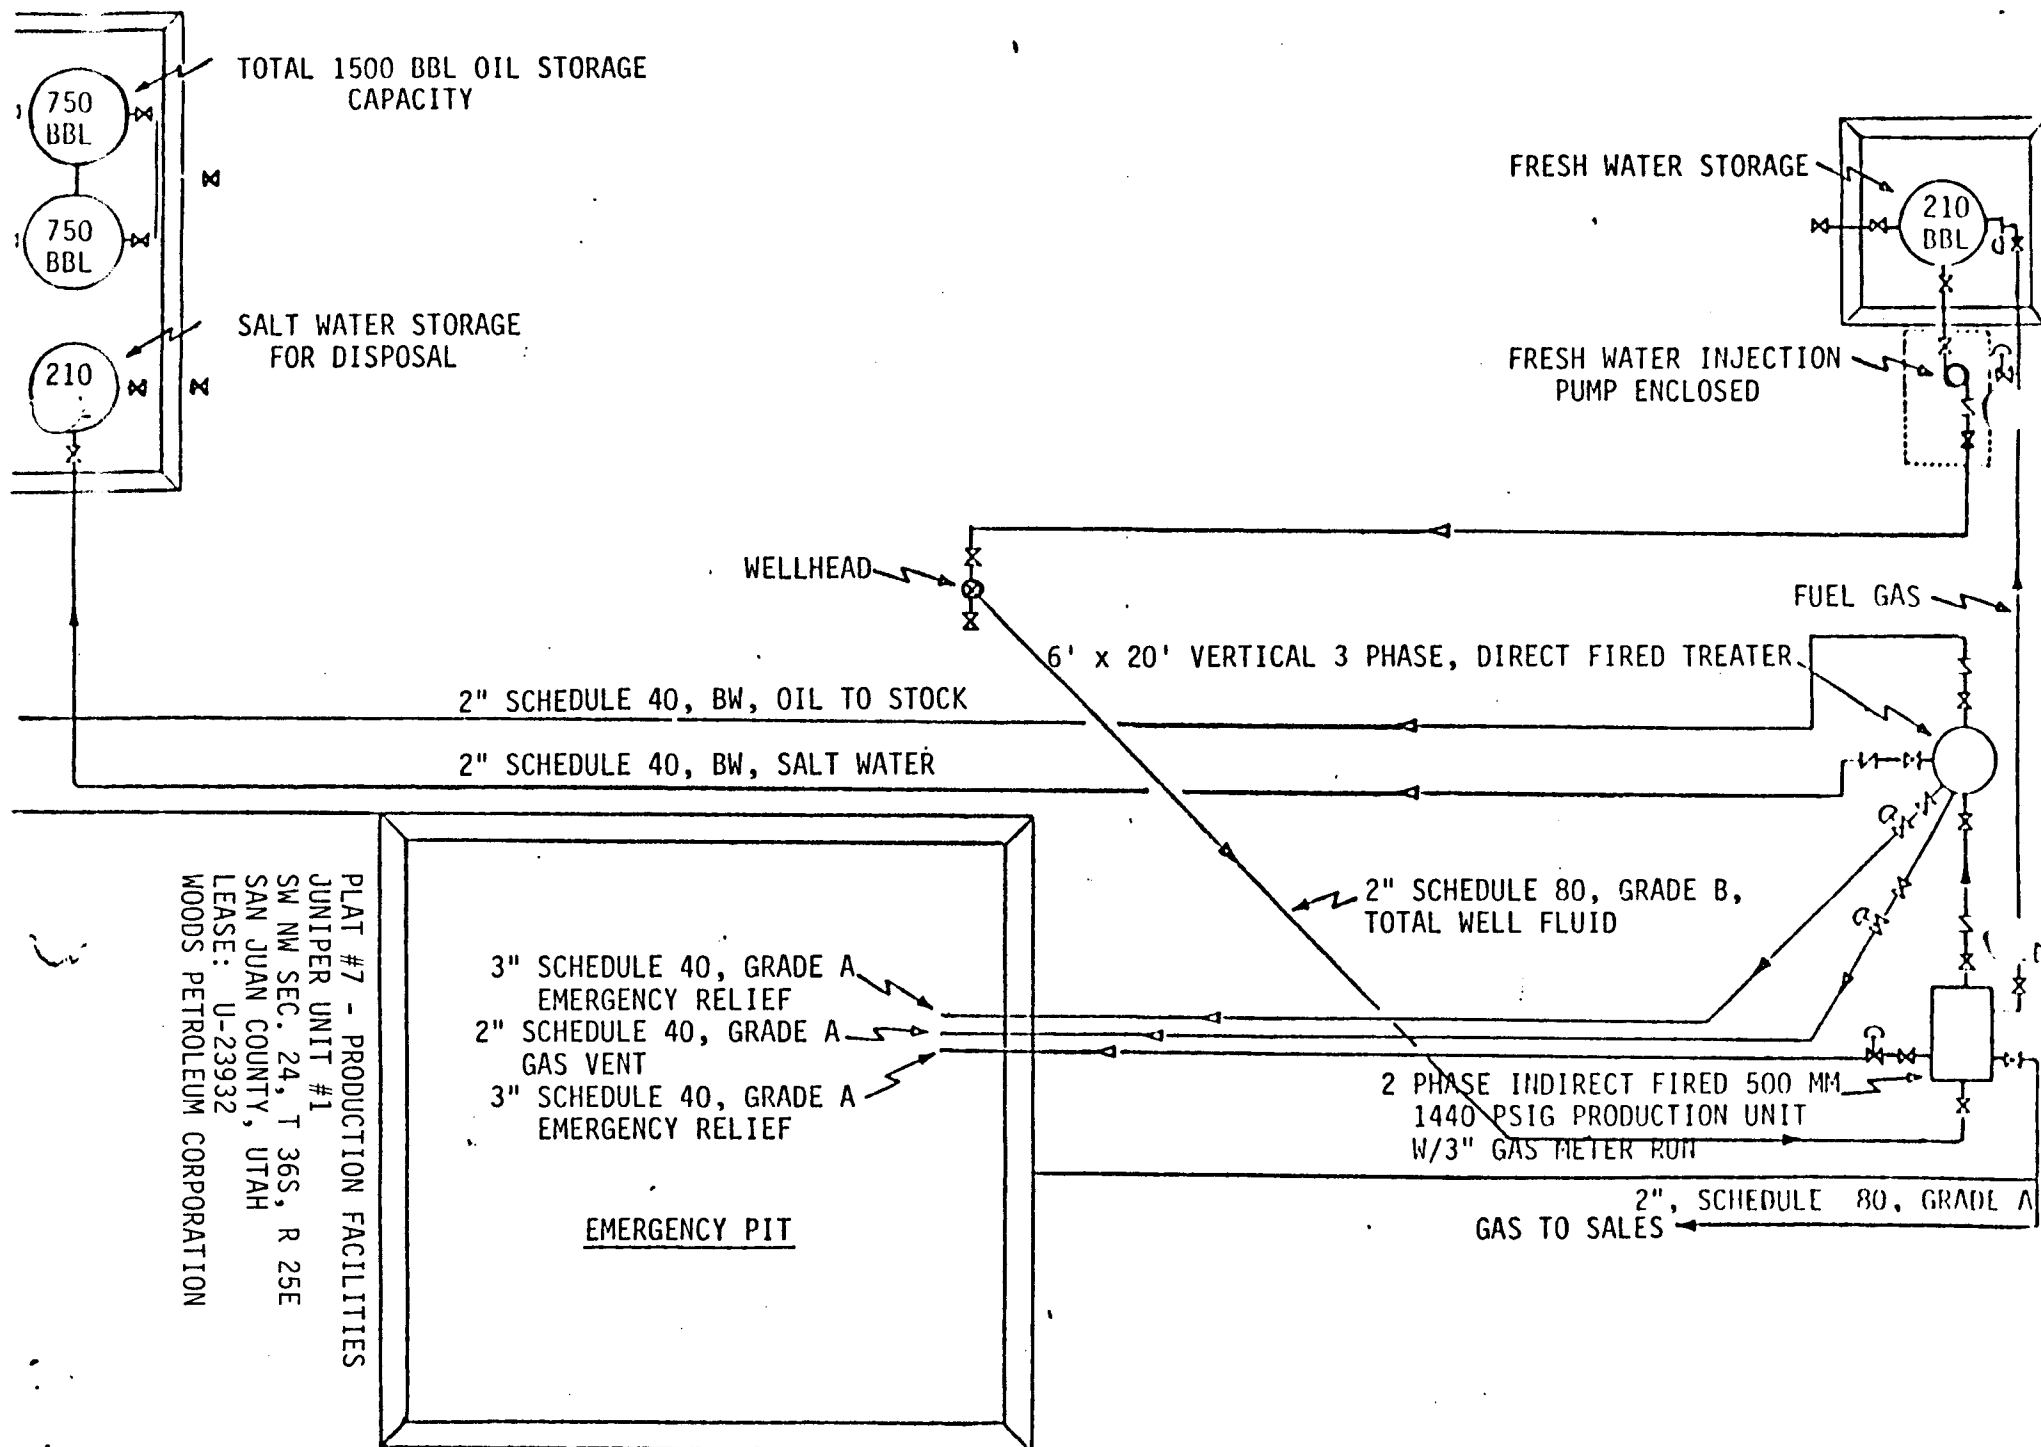 TOTAL 1500 BBL OIL STORAGE
CAPACITY
750
BBL
750
BBL
SALT WATER STORAGE
FOR DISPOSAL
210
FRESH WATER STORAGE
210
BBL
FRESH WATER INJECTION
PUMP ENCLOSED
WELLHEAD
FUEL GAS
6' x 20' VERTICAL 3 PHASE, DIRECT FIRED TREATER
2" SCHEDULE 40, BW, OIL TO STOCK
2" SCHEDULE 40, BW, SALT WATER
2" SCHEDULE 80, GRADE B,
TOTAL WELL FLUID
3" SCHEDULE 40, GRADE A
EMERGENCY RELIEF
2" SCHEDULE 40, GRADE A
GAS VENT
3" SCHEDULE 40, GRADE A
EMERGENCY RELIEF
2 PHASE INDIRECT FIRED 500 MM
1440 PSIG PRODUCTION UNIT
W/3" GAS METER RUN
2", SCHEDULE 80, GRADE A
GAS TO SALES
EMERGENCY PIT
PLAT #7 - PRODUCTION FACILITIES
JUNIPER UNIT #1
SW NW SEC. 24, T 36S, R 25E
SAN JUAN COUNTY, UTAH
LEASE: U-23932
WOODS PETROLEUM CORPORATION